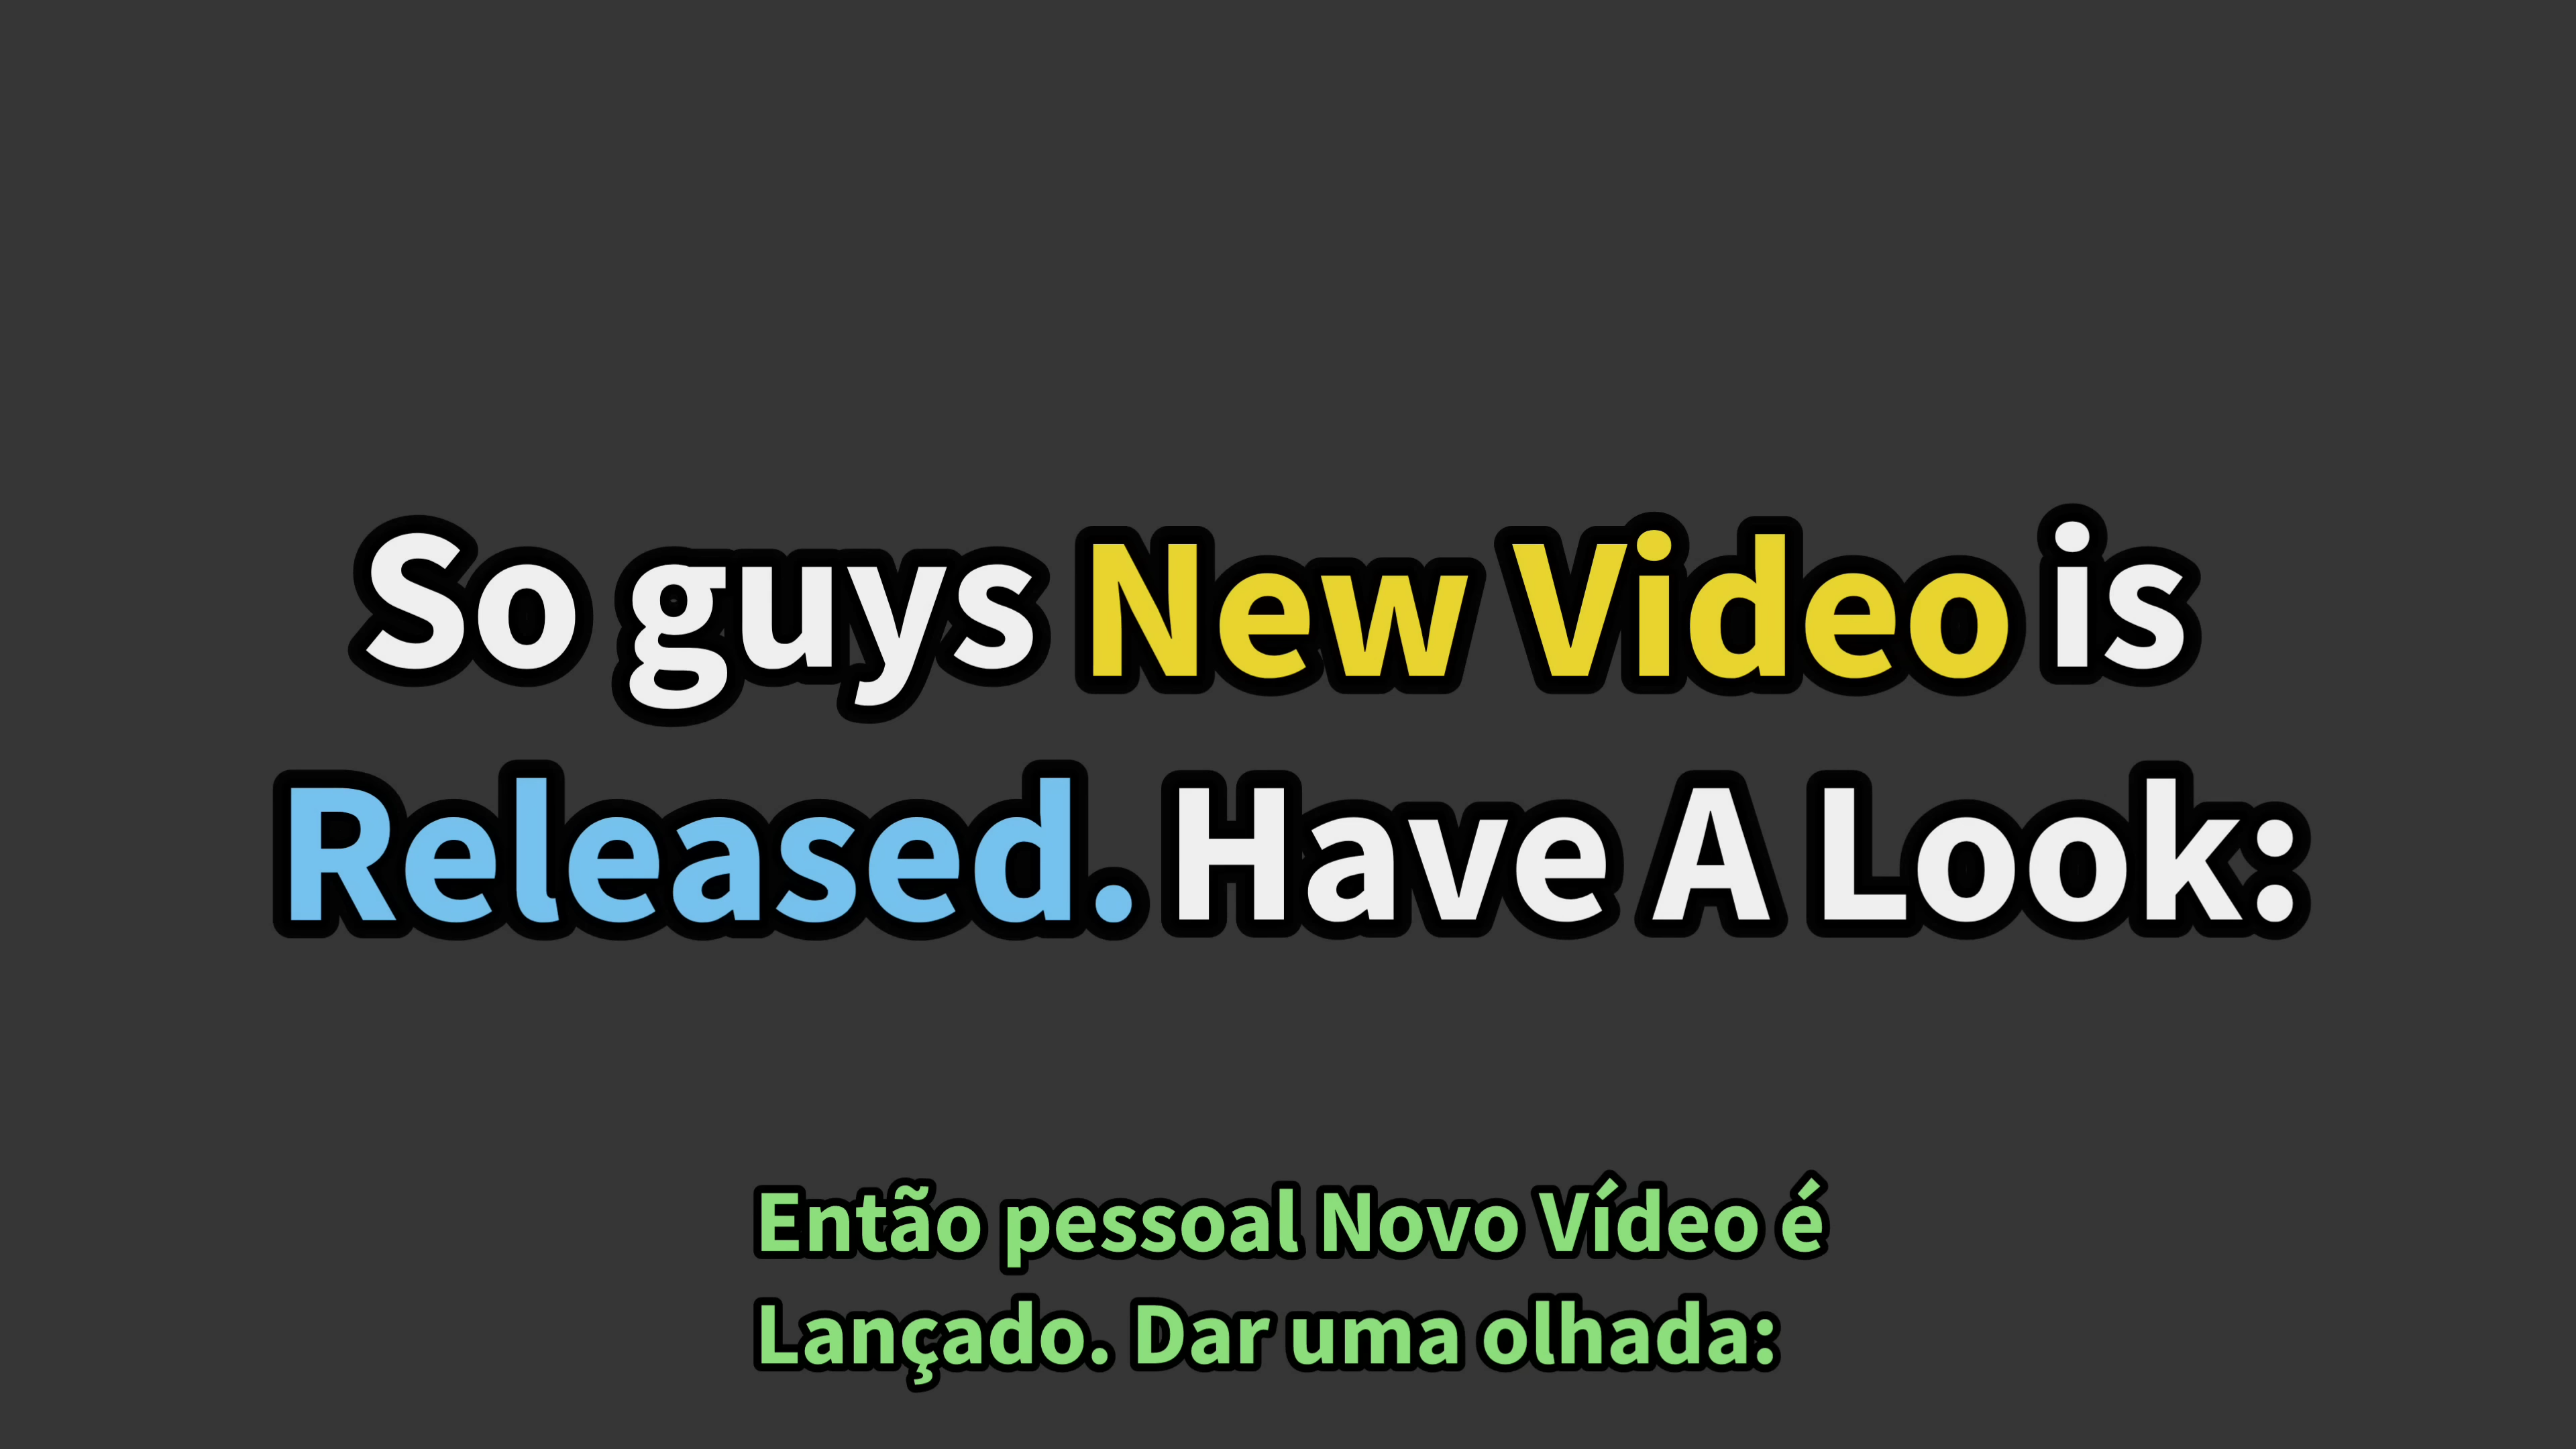 So guys New Video is
Released. Have A Look:
Então pessoal Novo Vídeo é
Lançado. Dar uma olhada: